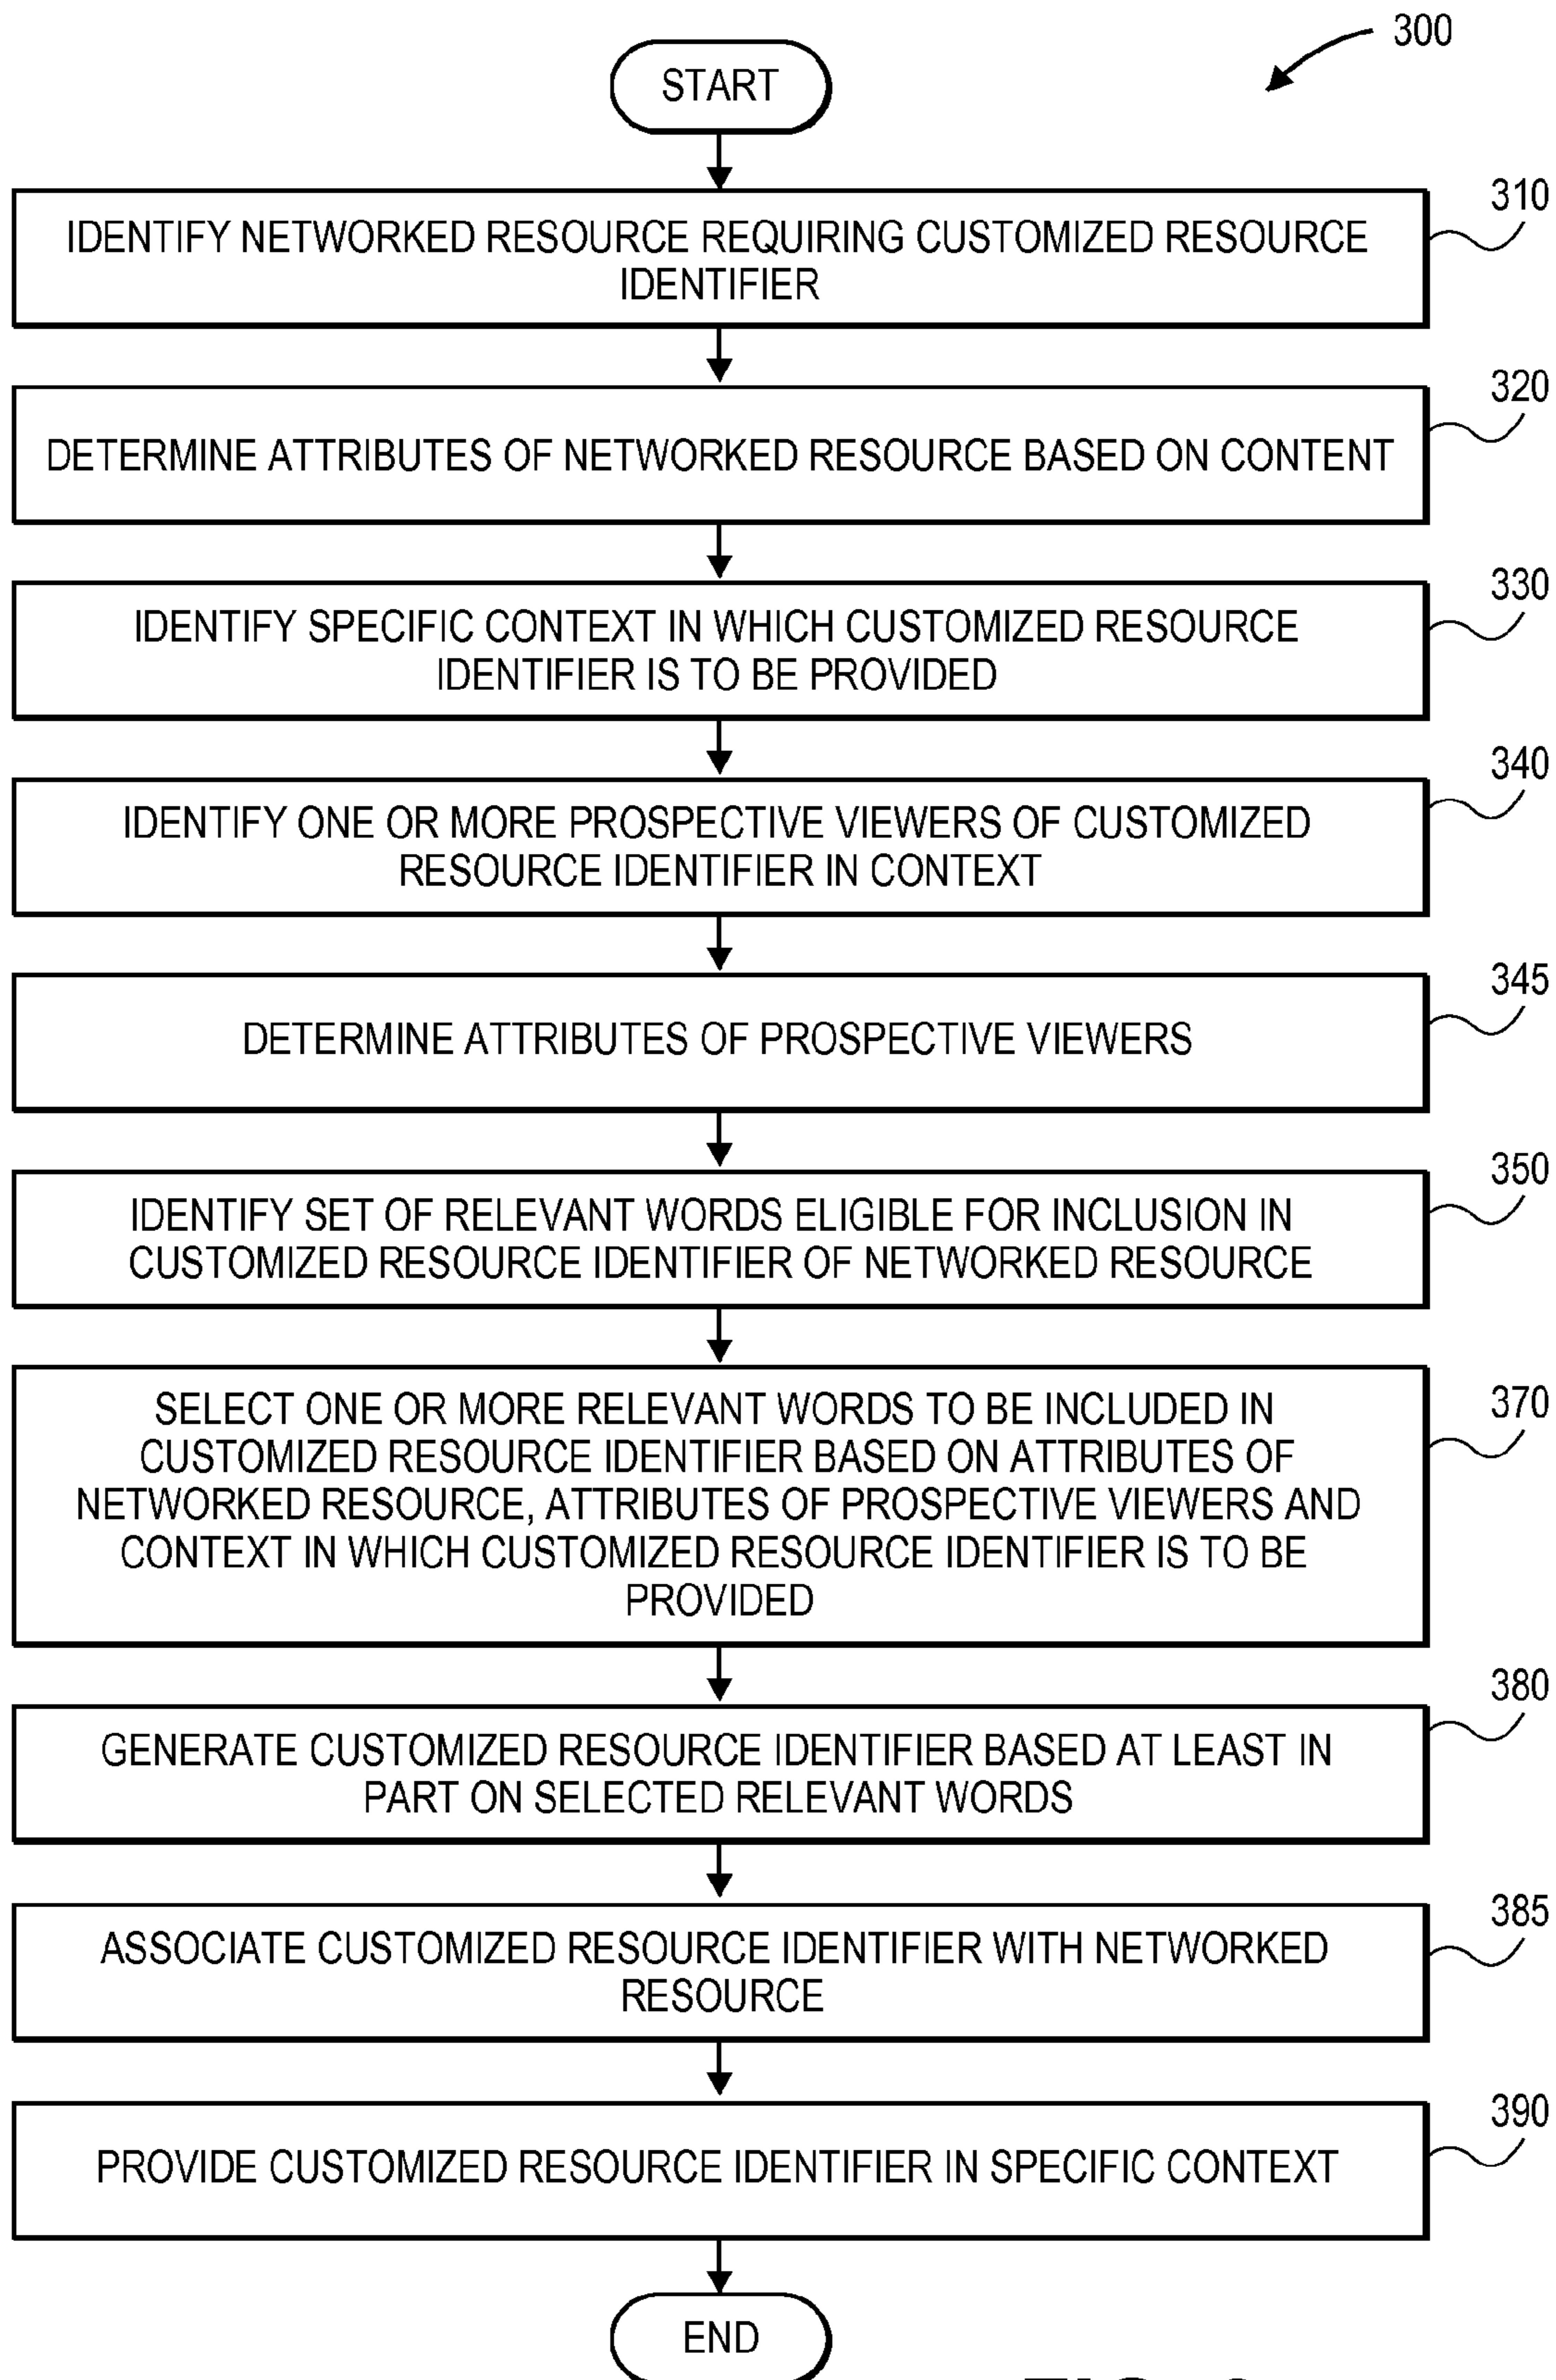 300
START
310
IDENTIFY NETWORKED RESOURCE REQUIRING CUSTOMIZED RESOURCE
IDENTIFIER
320
DETERMINE ATTRIBUTES OF NETWORKED RESOURCE BASED ON CONTENT
330
IDENTIFY SPECIFIC CONTEXT IN WHICH CUSTOMIZED RESOURCE
IDENTIFIER IS TO BE PROVIDED
340
IDENTIFY ONE OR MORE PROSPECTIVE VIEWERS OF CUSTOMIZED
RESOURCE IDENTIFIER IN CONTEXT
345
DETERMINE ATTRIBUTES OF PROSPECTIVE VIEWERS
350
IDENTIFY SET OF RELEVANT WORDS ELIGIBLE FOR INCLUSION IN
CUSTOMIZED RESOURCE IDENTIFIER OF NETWORKED RESOURCE
370
SELECT ONE OR MORE RELEVANT WORDS TO BE INCLUDED IN
CUSTOMIZED RESOURCE IDENTIFIER BASED ON ATTRIBUTES OF
NETWORKED RESOURCE, ATTRIBUTES OF PROSPECTIVE VIEWERS AND
CONTEXT IN WHICH CUSTOMIZED RESOURCE IDENTIFIER IS TO BE
PROVIDED
380
GENERATE CUSTOMIZED RESOURCE IDENTIFIER BASED AT LEAST IN
PART ON SELECTED RELEVANT WORDS
385
ASSOCIATE CUSTOMIZED RESOURCE IDENTIFIER WITH NETWORKED
RESOURCE
390
PROVIDE CUSTOMIZED RESOURCE IDENTIFIER IN SPECIFIC CONTEXT
END